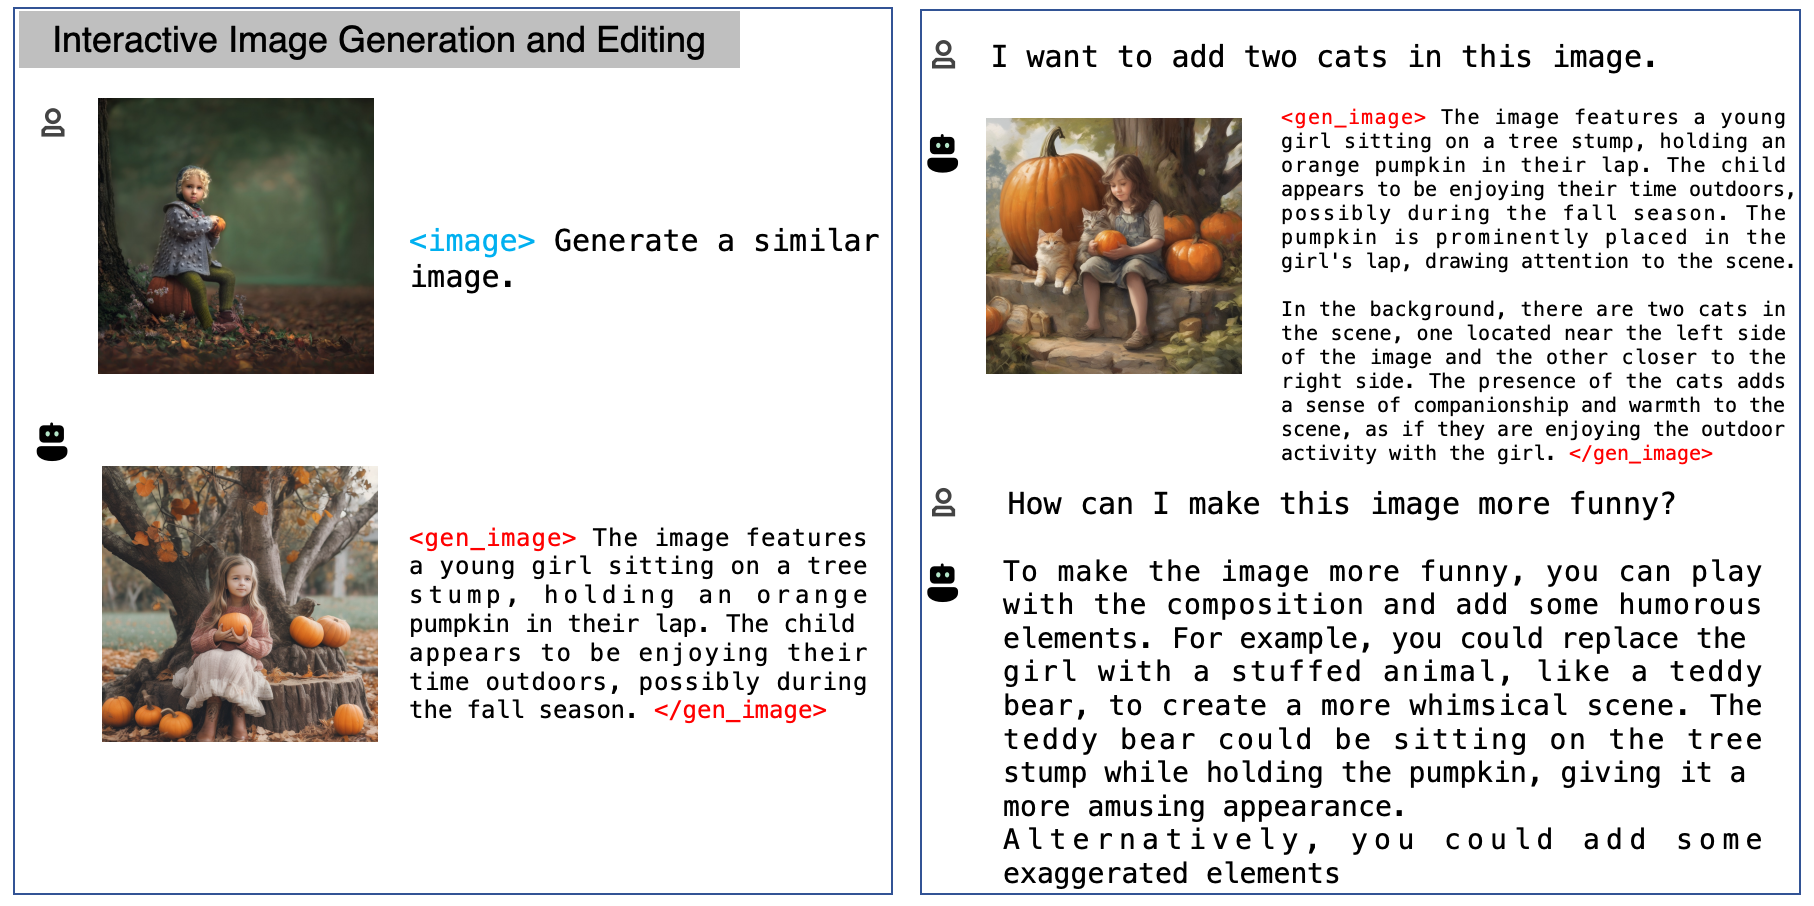 Interactive Image Generation and Editing
<image> Generate a similar
image.
<gen_image> The image features
a young girl sitting on a tree
stump, holding an orange
pumpkin in their lap. The child
appears to be enjoying their
time outdoors, possibly during
the fall season. </gen_image>
I want to add two cats in this image.
<gen_image> The image features a young
girl sitting on a tree stump, holding an
orange pumpkin in their lap. The child
appears to be enjoying their time outdoors,
possibly during the fall season. The
pumpkin is prominently placed in the
girl's lap, drawing attention to the scene.
In the background, there are two cats in
the scene, one located near the left side
of the image and the other closer to the
right side. The presence of the cats adds
a sense of companionship and warmth to the
scene, as if they are enjoying the outdoor
activity with the girl. </gen_image>
How can I make this image more funny?
To make the image more funny, you can play
with the composition and add some humorous
elements. For example, you could replace the
girl with a stuffed animal, like a teddy
bear, to create a more whimsical scene. The
teddy bear could be sitting on the tree
stump while holding the pumpkin, giving it a
more amusing appearance.
Alternatively, you could add some
exaggerated elements